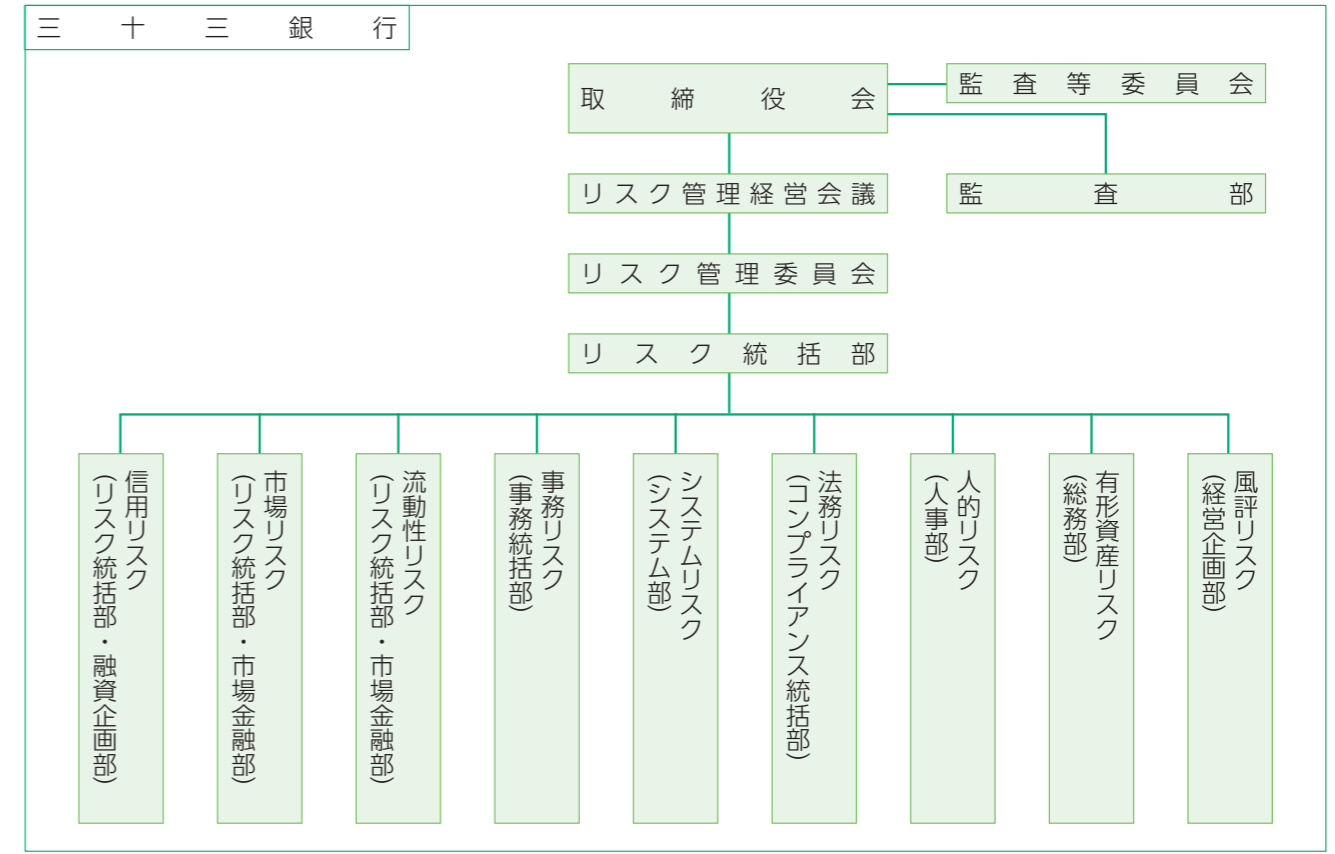 三十三銀行
取締役会
監査等委員会
リスク管理経営会議
監査部
リスク管理委員会
リスク統括部
信用リスク
(リスク統括部・融資企画部)
市場リスク
(リスク統括部・市場金融部)
流動性リスク
(リスク統括部・市場金融部)
事務リスク
(事務統括部)
システムリスク
(システム部)
法務リスク
(コンプライアンス統括部)
人的リスク
(人事部)
有形資産リスク
(総務部)
風評リスク
(経営企画部)